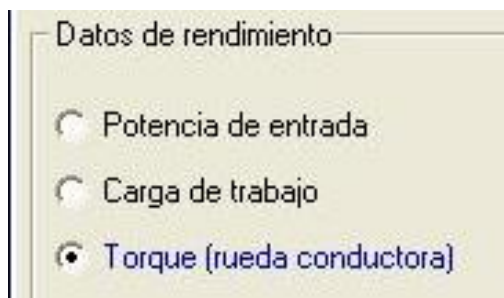 Datos de rendimiento
Potencia de entrada
Carga de trabajo
Torque (rueda conductora)